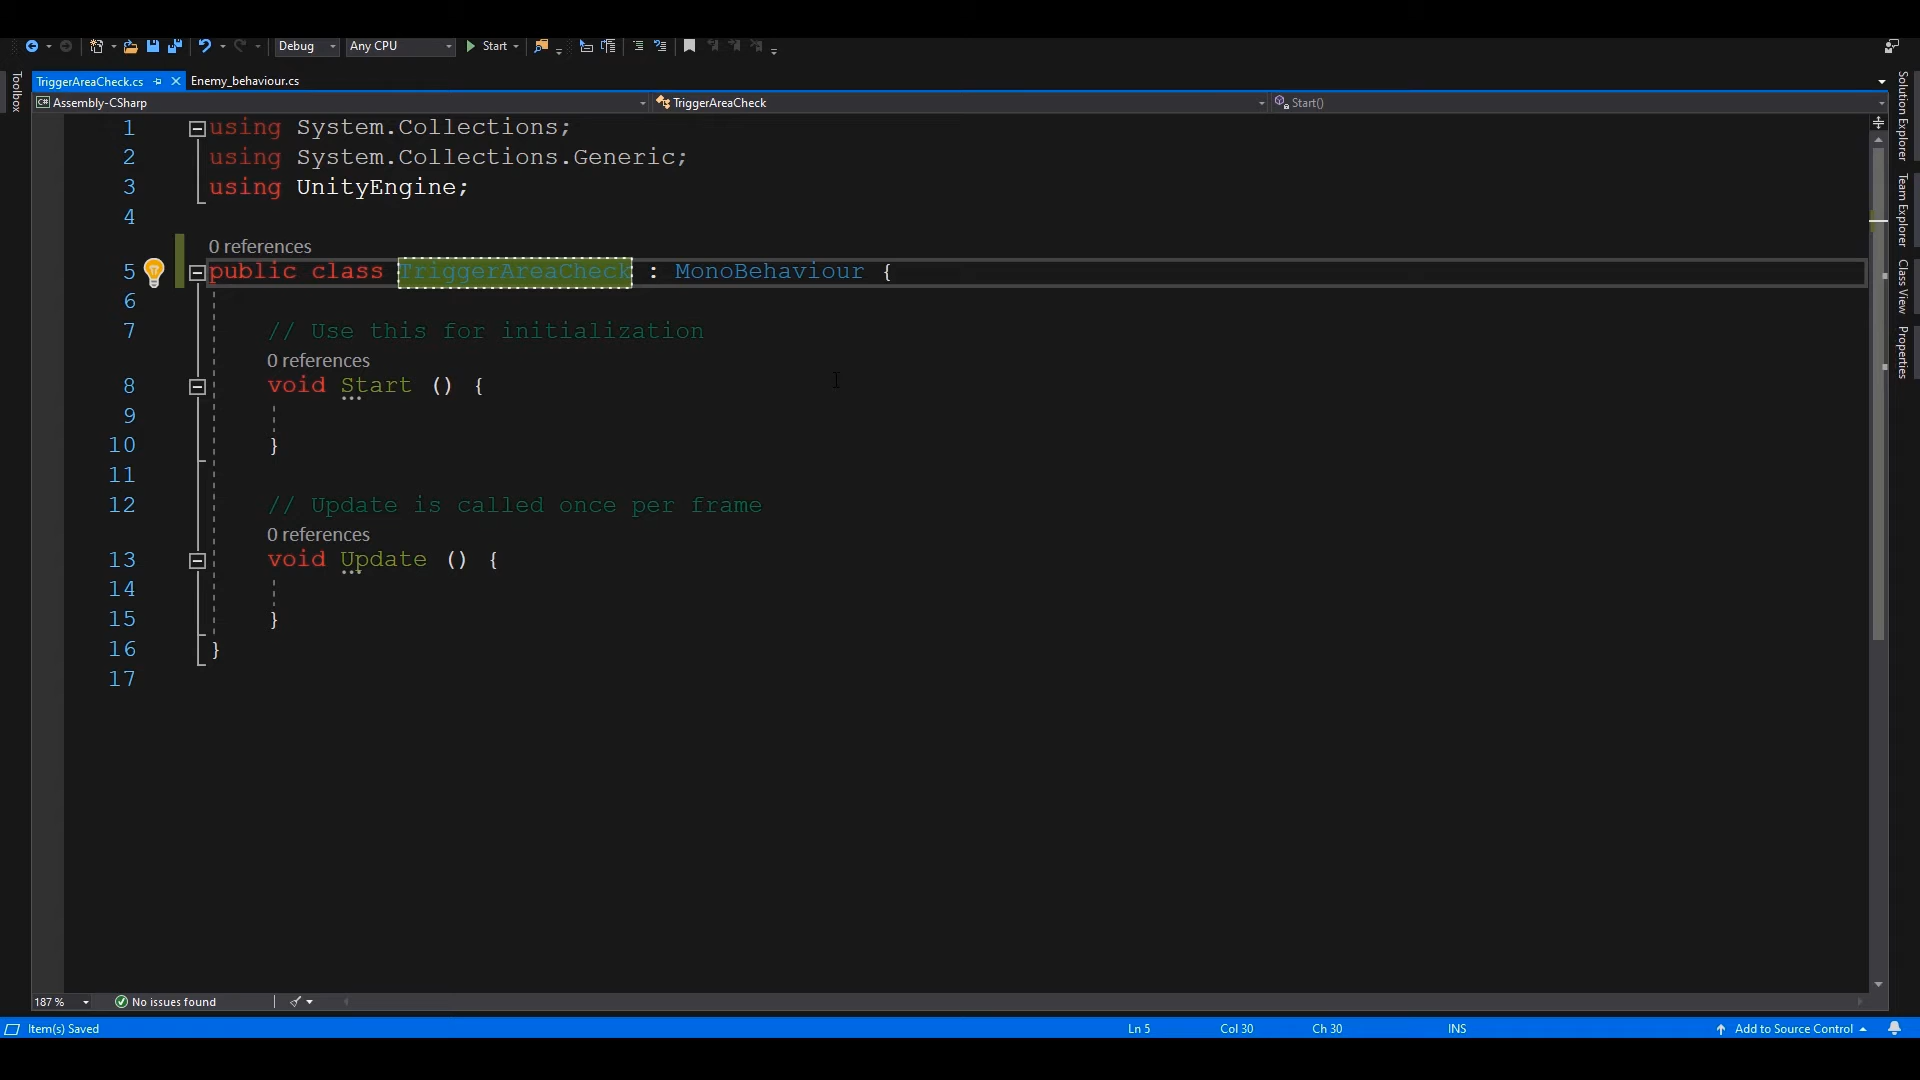 Debug Any CPU Start
TriggerAreaCheck.cs Enemy_behaviour.cs
Toolbox
Assembly-CSharp TriggerAreaCheck Start()
1 using System.Collections;
2 using System.Collections.Generic;
3 using UnityEngine;
4
0 references
5 public class TriggerAreaCheck : MonoBehaviour {
6
7 // Use this for initialization
0 references
8 void Start () {
9
10 }
11
12 // Update is called once per frame
0 references
13 void Update () {
14
15 }
16 }
17
Solution Explorer
Team Explorer
Class View
Properties
187 % No issues found
Item(s) Saved Ln 5 Col 30 Ch 30 INS Add to Source Control